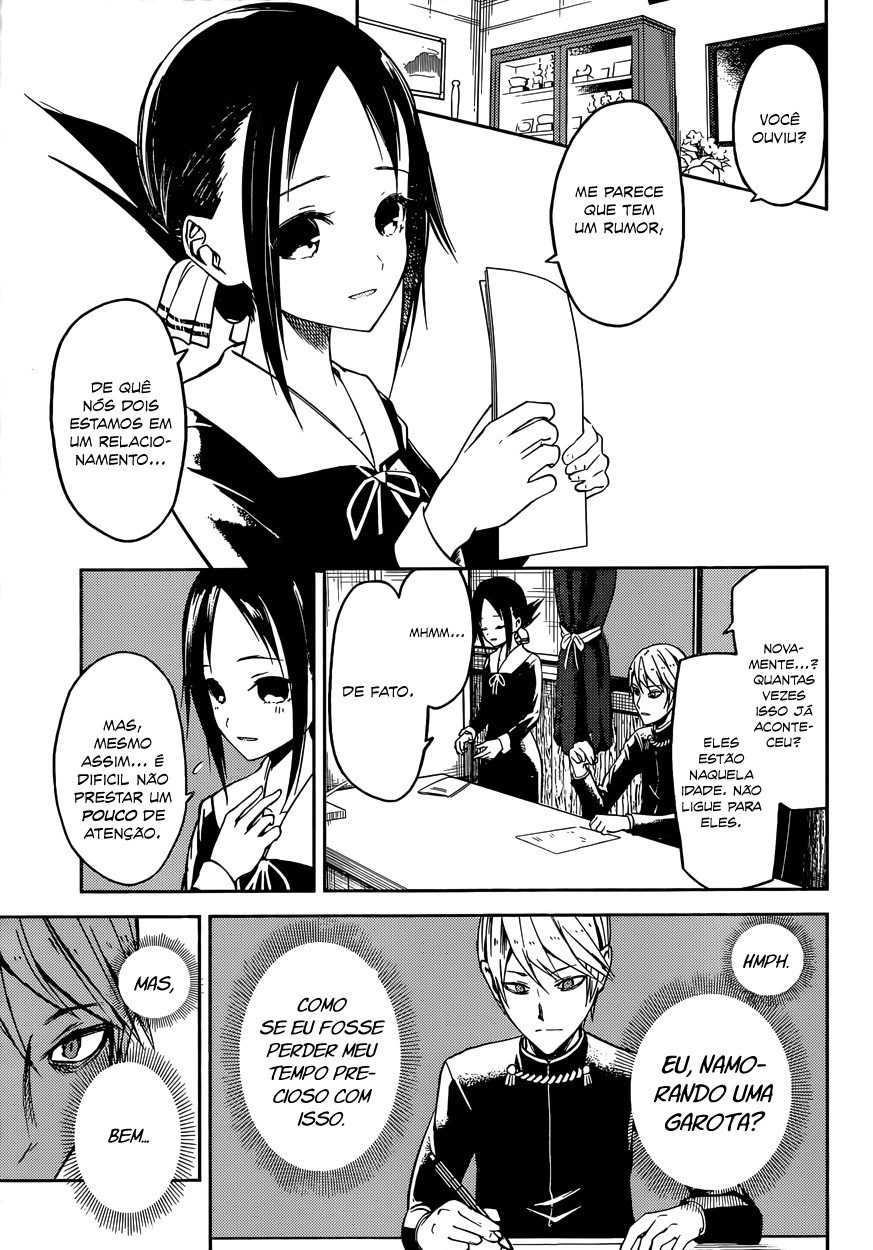 VOCÊ
OUVIU?
ME PARECE
QUE TEM
UM RUMOR,
DE QUÊ
NÓS DOIS
ESTAMOS EM
UM RELACIO-
NAMENTO...
NOVA-
MENTE...?
QUANTAS
VEZES
ISSO JÁ
ACONTE-
CEU?
ELES
ESTÃO
NAQUELA
IDADE. NÃO
LIGUE PARA
ELES.
MHMM...
DE FATO.
MAS,
MESMO
ASSIM... É
DIFICIL NÃO
PRESTAR UM
POUCO DE
ATENÇÃO.
HMPH.
EU, NAMO-
RANDO UMA
GAROTA?
COMO
SE EU FOSSE
PERDER MEU
TEMPO PRE-
CIOSO COM
ISSO.
MAS,
BEM...